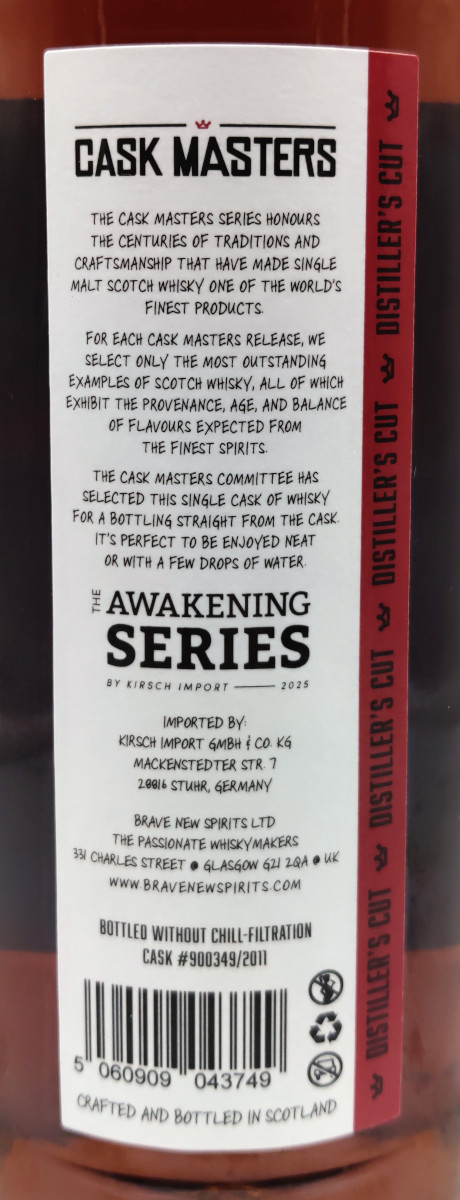 CASK MASTERS
THE CASK MASTERS SERIES HONOURS
THE CENTURIES OF TRADITIONS AND
CRAFTSMANSHIP THAT HAVE MADE SINGLE
MALT SCOTCH WHISKY ONE OF THE WORLD'S
FINEST PRODUCTS.
FOR EACH CASK MASTERS RELEASE, WE
SELECT ONLY THE MOST OUTSTANDING
EXAMPLES OF SCOTCH WHISKY, ALL OF WHICH
EXHIBIT THE PROVENANCE, AGE, AND BALANCE
OF FLAVOURS EXPECTED FROM
THE FINEST SPIRITS.
THE CASK MASTERS COMMITTEE HAS
SELECTED THIS SINGLE CASK OF WHISKY
FOR A BOTTLING STRAIGHT FROM THE CASK.
IT'S PERFECT TO BE ENJOYED NEAT
OR WITH A FEW DROPS OF WATER.
THE AWAKENING
SERIES
BY KIRSCH IMPORT 2025
IMPORTED BY:
KIRSCH IMPORT GMBH & CO. KG
MACKENSTEDTER STR. 7
28816 STUHR, GERMANY
BRAVE NEW SPIRITS LTD
THE PASSIONATE WHISKYMAKERS
331 CHARLES STREET ● GLASGOW G21 2QA ● UK
WWW.BRAVENEWSPIRITS.COM
BOTTLED WITHOUT CHILL-FILTRATION
CASK #900349/2011
5 060909 043749
CRAFTED AND BOTTLED IN SCOTLAND
DISTILLER'S CUT
DISTILLER'S CUT
DISTILLER'S CUT
DISTILLER'S CUT